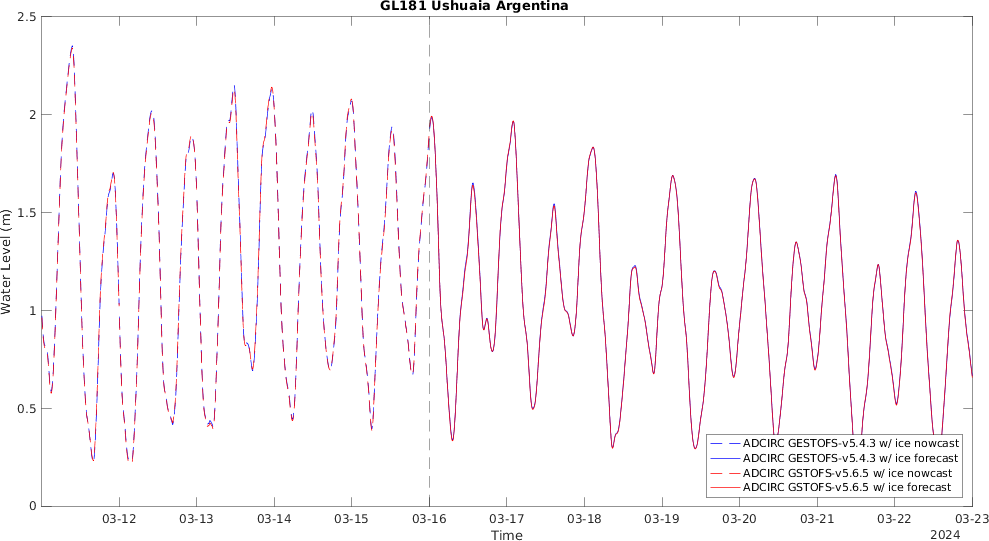 GL181 Ushuaia Argentina
2.5
2
1.5
1
0.5
0
Water Level (m)
03-12 03-13 03-14 03-15 03-16 03-17 03-18 03-19 03-20 03-21 03-22 03-23
Time
2024
ADCIRC GESTOFS-v5.4.3 w/ ice nowcast
ADCIRC GESTOFS-v5.4.3 w/ ice forecast
ADCIRC GSTOFS-v5.6.5 w/ ice nowcast
ADCIRC GSTOFS-v5.6.5 w/ ice forecast